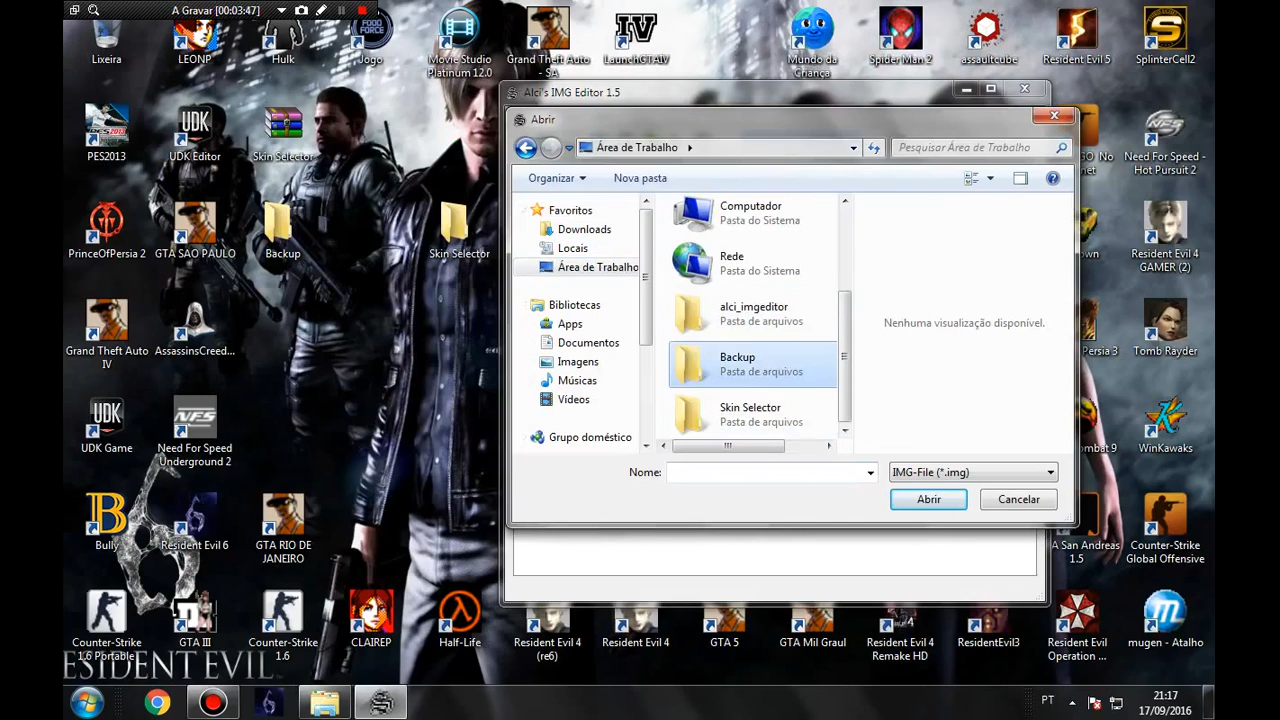 A Gravar [00:03:47]
Lixeira
LEONP
Hulk
FOOD
FORCE
Jogo
Movie Studio
Platinum 12.0
Grand Theft Auto
- SA
IV
LaunchGTAIV
Mundo da
Criança
Spider Man 2
assaultcube
Resident Evil 5
SplinterCell2
Alci's IMG Editor 1.5
Abrir
Área de Trabalho
Pesquisar Área de Trabalho
Organizar
Nova pasta
PES2013
UDK
UDK Editor
Skin Selector
Need For Speed -
Hot Pursuit 2
Favoritos
Downloads
Locais
Área de Trabalho
Bibliotecas
Apps
Documentos
Imagens
Músicas
Vídeos
Grupo doméstico
Computador
Pasta do Sistema
Rede
Pasta do Sistema
alci_imgeditor
Pasta de arquivos
Backup
Pasta de arquivos
Skin Selector
Pasta de arquivos
Nenhuma visualização disponível.
Nome:
IMG-File (*.img)
Abrir
Cancelar
PrinceOfPersia 2
GTA SAO PAULO
Backup
Skin Selector
Resident Evil 4
GAMER (2)
Grand Theft Auto
IV
AssassinsCreed...
Persia 3
Tomb Rayder
UDK
UDK Game
NFS
Need For Speed
Underground 2
WinKawaks
B
Bully
Resident Evil 6
GTA RIO DE
JANEIRO
A San Andreas
1.5
Counter-Strike
Global Offensive
Counter-Strike
1.6 Portable
GTA III
Counter-Strike
1.6
CLAIREP
Half-Life
Resident Evil 4
(re6)
Resident Evil 4
GTA 5
GTA Mil Graul
Resident Evil 4
Remake HD
ResidentEvil3
Resident Evil
Operation ...
mugen - Atalho
ESIDENT EVIL
PT
21:17
17/09/2016